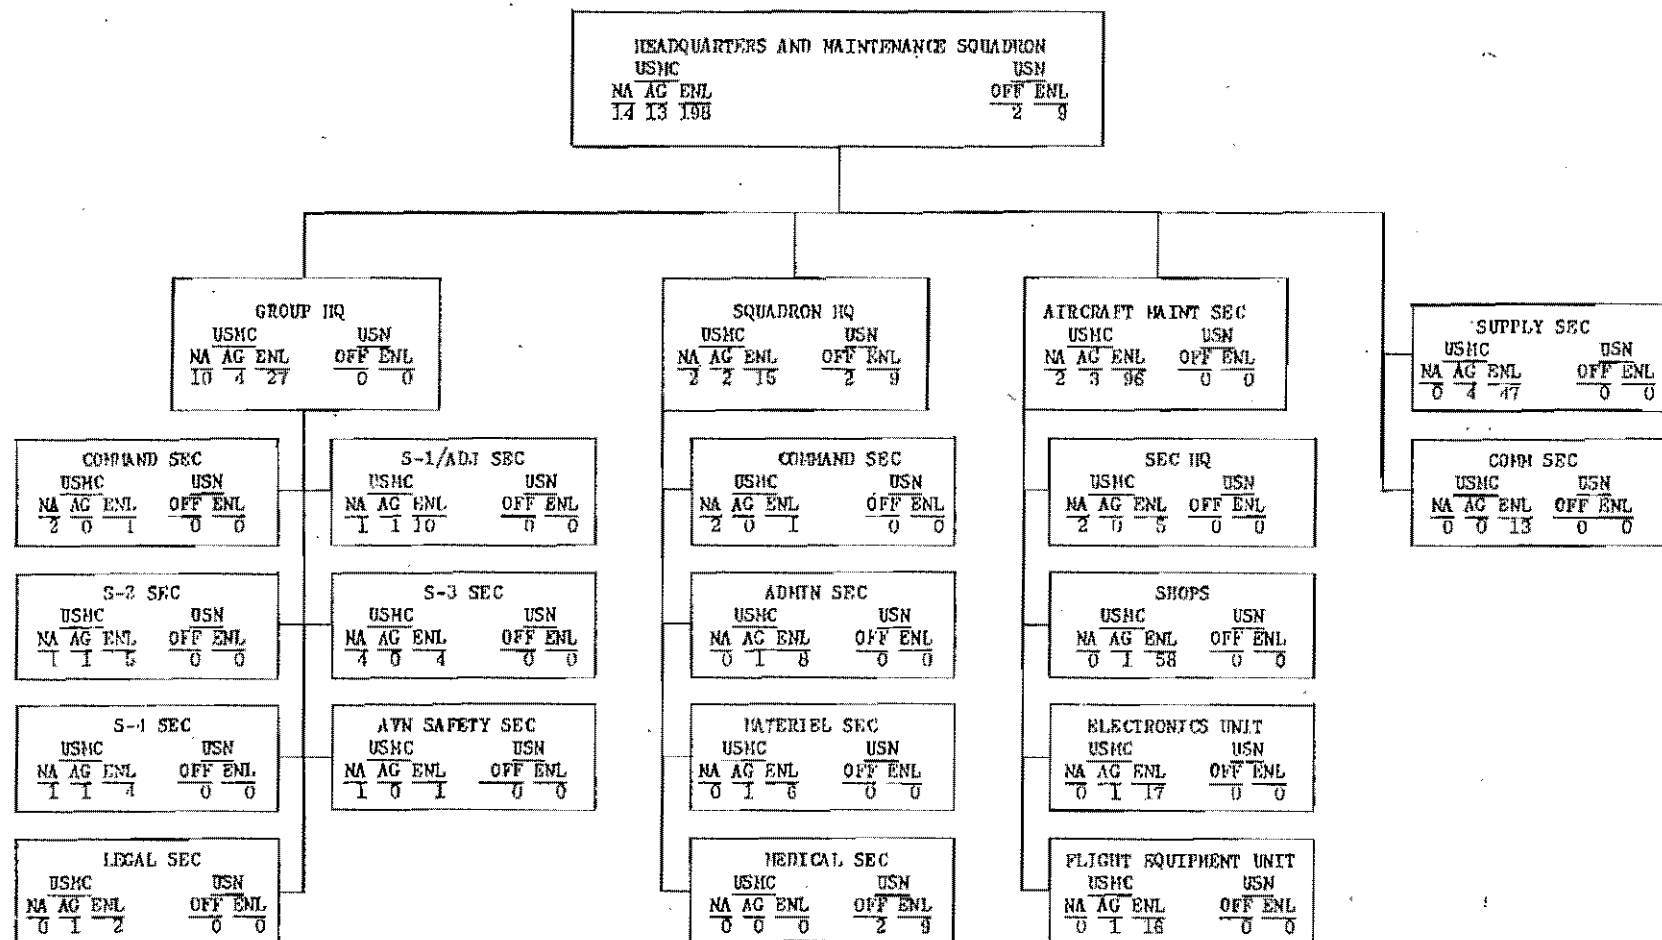 HEADQUARTERS AND MAINTENANCE SQUADRON
USMC USN
NA AG ENL OFF ENL
14 13 198 2 9
GROUP HQ
USMC USN
NA AG ENL OFF ENL
10 4 27 0 0
SQUADRON HQ
USMC USN
NA AG ENL OFF ENL
2 2 15 2 9
AIRCRAFT MAINT SEC
USMC USN
NA AG ENL OFF ENL
2 3 96 0 0
SUPPLY SEC
USMC USN
NA AG ENL OFF ENL
0 4 47 0 0
COMMAND SEC
USMC USN
NA AG ENL OFF ENL
2 0 1 0 0
S-1/ADJ SEC
USMC USN
NA AG ENL OFF ENL
1 1 10 0 0
COMMAND SEC
USMC USN
NA AG ENL OFF ENL
2 0 1 0 0
SEC HQ
USMC USN
NA AG ENL OFF ENL
2 0 5 0 0
COMM SEC
USMC USN
NA AG ENL OFF ENL
0 0 13 0 0
S-2 SEC
USMC USN
NA AG ENL OFF ENL
1 1 5 0 0
S-3 SEC
USMC USN
NA AG ENL OFF ENL
4 0 4 0 0
ADMIN SEC
USMC USN
NA AG ENL OFF ENL
0 1 8 0 0
SHOPS
USMC USN
NA AG ENL OFF ENL
0 1 58 0 0
S-4 SEC
USMC USN
NA AG ENL OFF ENL
1 1 4 0 0
AVN SAFETY SEC
USMC USN
NA AG ENL OFF ENL
1 0 1 0 0
MATERIEL SEC
USMC USN
NA AG ENL OFF ENL
0 1 6 0 0
ELECTRONICS UNIT
USMC USN
NA AG ENL OFF ENL
0 1 17 0 0
LEGAL SEC
USMC USN
NA AG ENL OFF ENL
0 1 2 0 0
MEDICAL SEC
USMC USN
NA AG ENL OFF ENL
0 0 0 2 9
FLIGHT EQUIPMENT UNIT
USMC USN
NA AG ENL OFF ENL
0 1 16 0 0